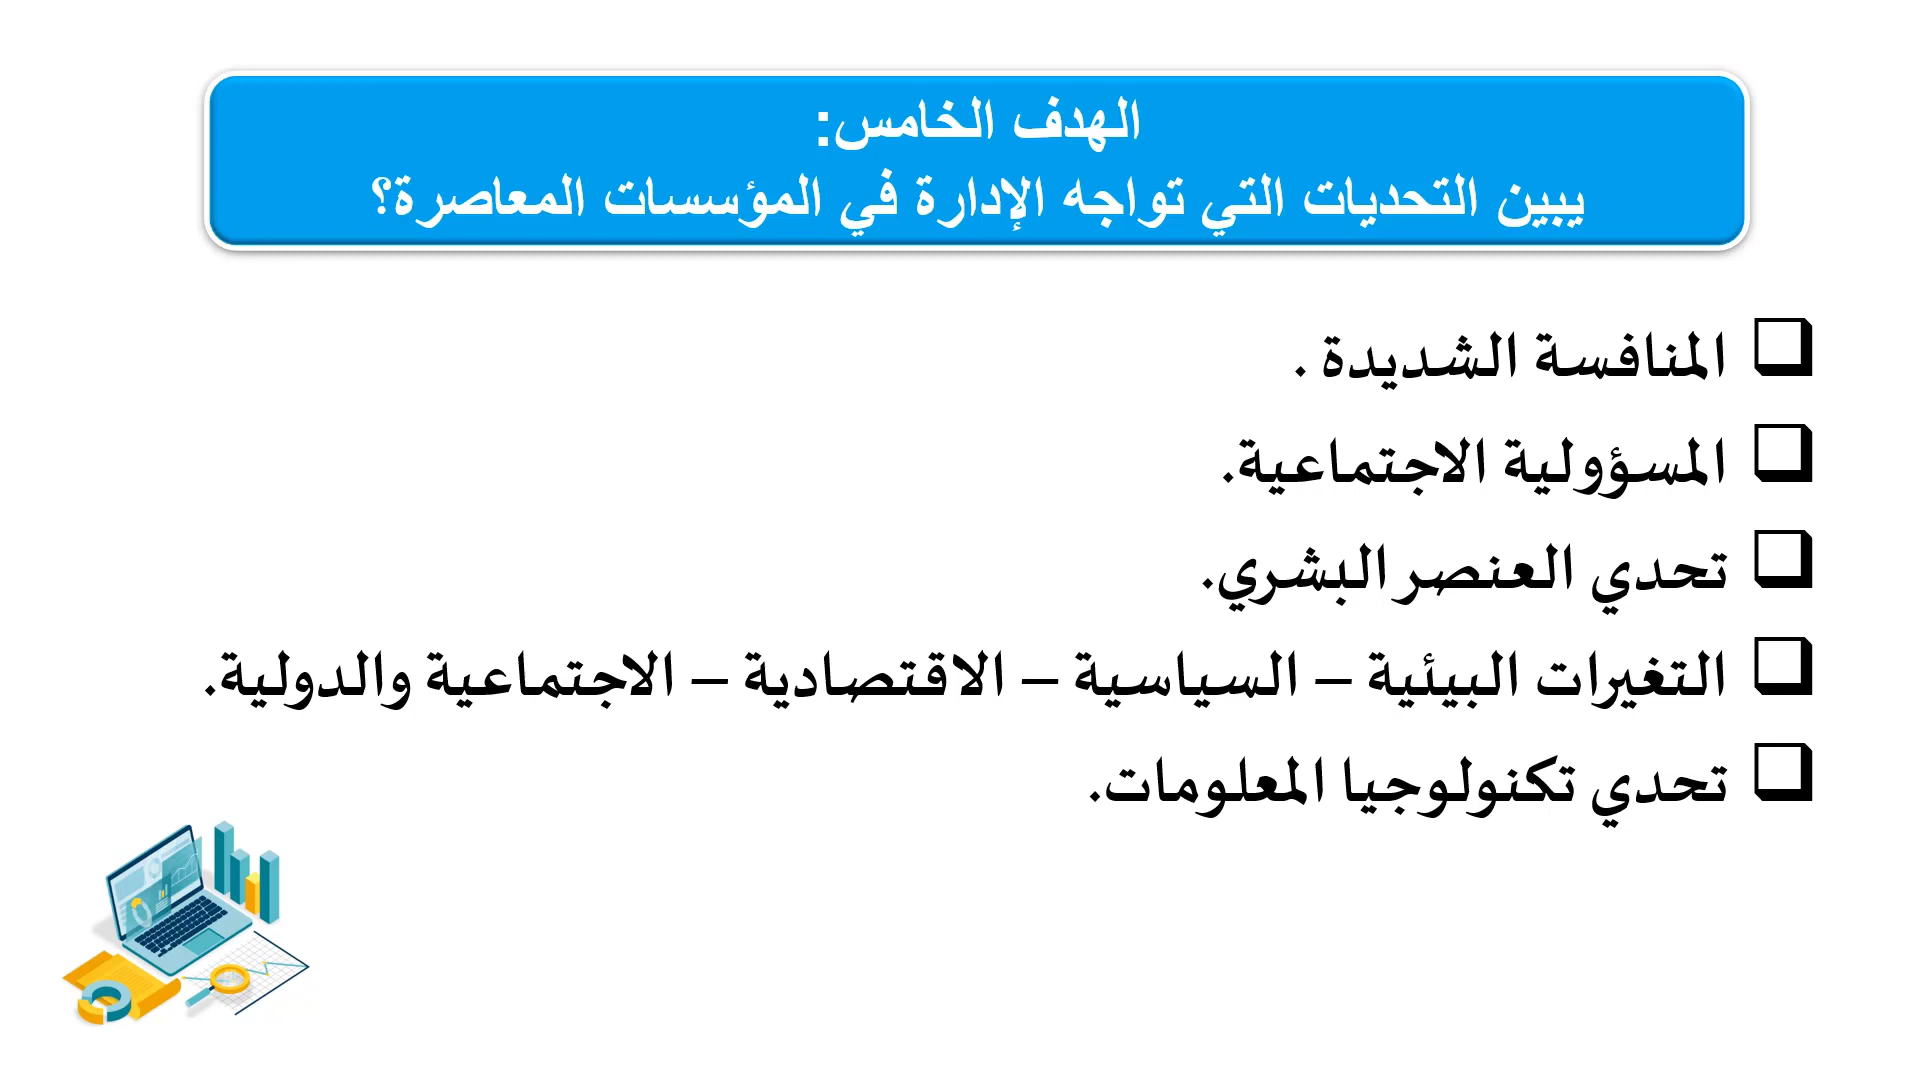 الهدف الخامس:
يبين التحديات التي تواجه الإدارة في المؤسسات المعاصرة؟
المنافسة الشديدة .
المسؤولية الاجتماعية.
تحدي العنصر البشري.
التغيرات البيئية – السياسية – الاقتصادية – الاجتماعية والدولية.
تحدي تكنولوجيا المعلومات.